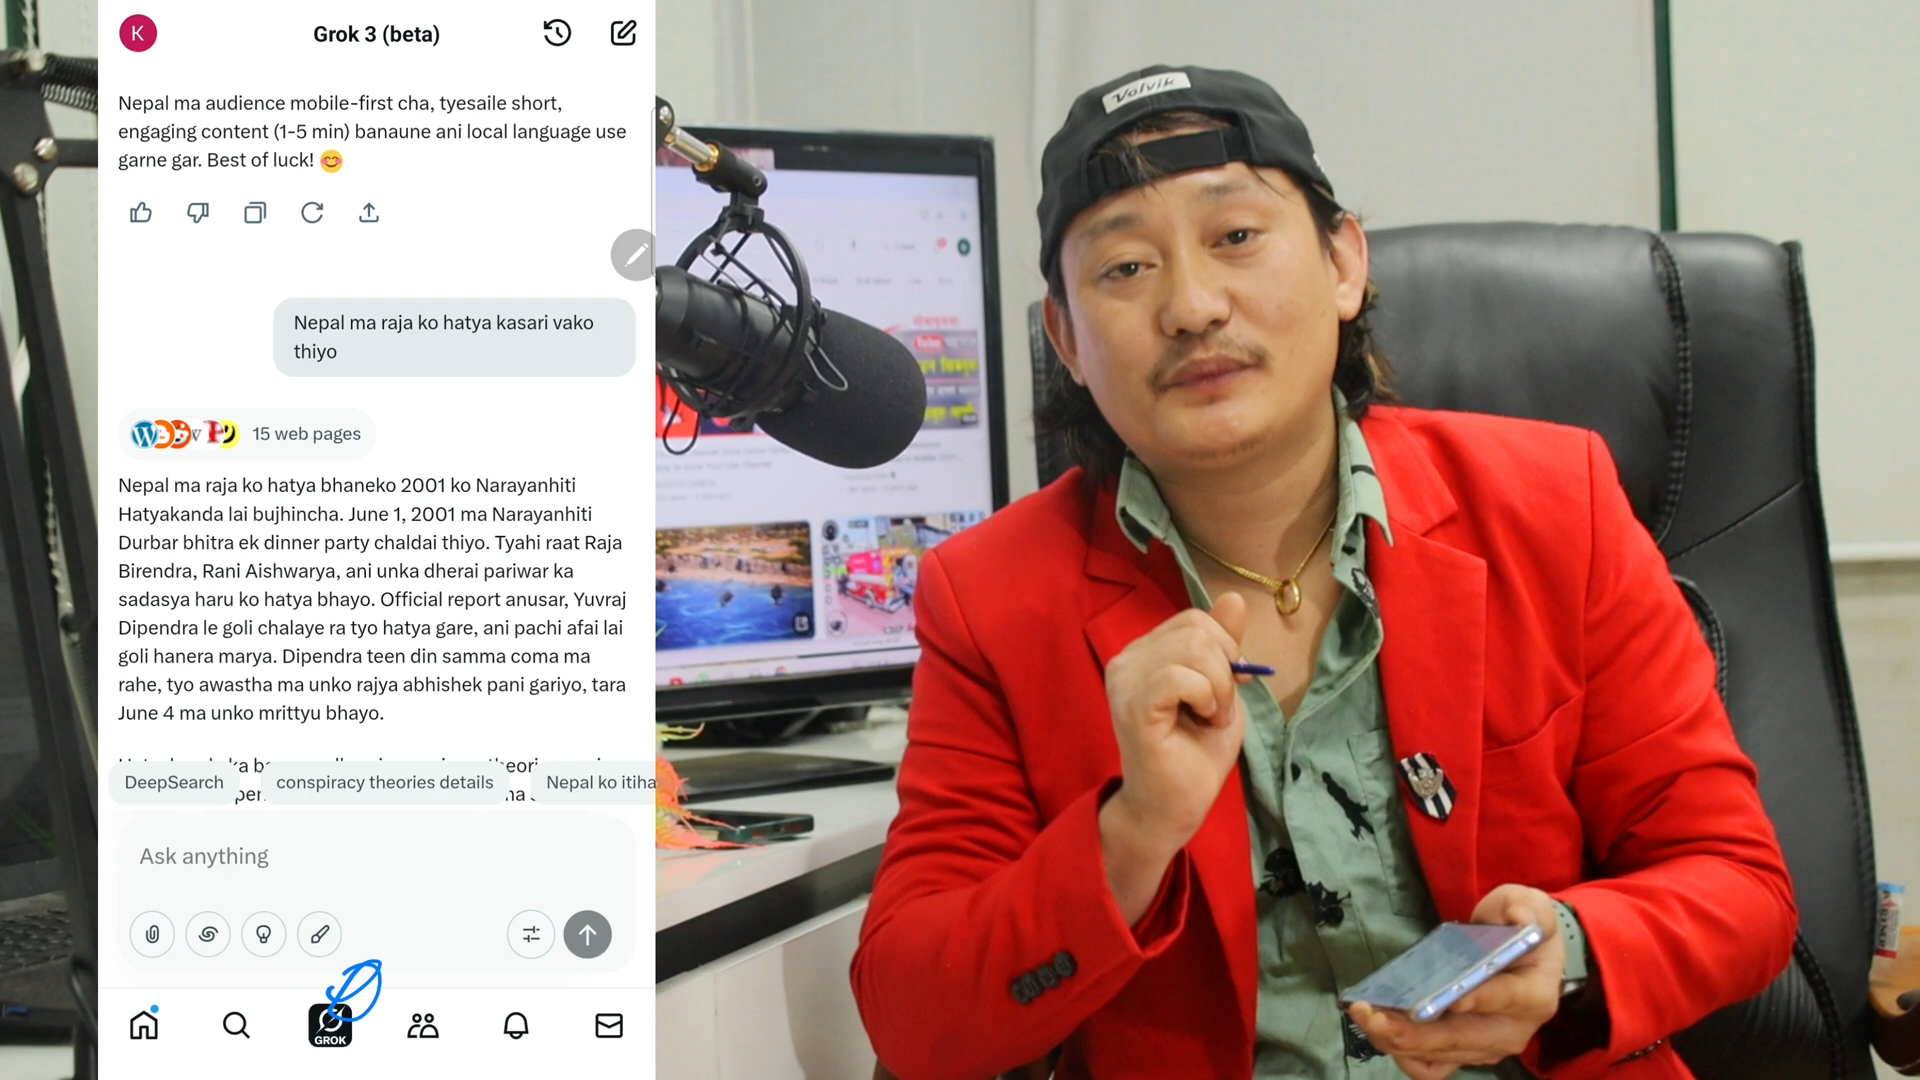 K
Grok 3 (beta)
Nepal ma audience mobile-first cha, tyesaile short,
engaging content (1-5 min) banaune ani local language use
garne gar. Best of luck! 😊
Nepal ma raja ko hatya kasari vako
thiyo
15 web pages
Nepal ma raja ko hatya bhaneko 2001 ko Narayanhiti
Hatyakanda lai bujhincha. June 1, 2001 ma Narayanhiti
Durbar bhitra ek dinner party chaldai thiyo. Tyahi raat Raja
Birendra, Rani Aishwarya, ani unka dherai pariwar ka
sadasya haru ko hatya bhayo. Official report anusar, Yuvraj
Dipendra le goli chalaye ra tyo hatya gare, ani pachi afai lai
goli hanera marya. Dipendra teen din samma coma ma
rahe, tyo awastha ma unko rajya abhishek pani gariyo, tara
June 4 ma unko mrittyu bhayo.
DeepSearch
conspiracy theories details
Nepal ko itiha
Ask anything
GROK
Volvik